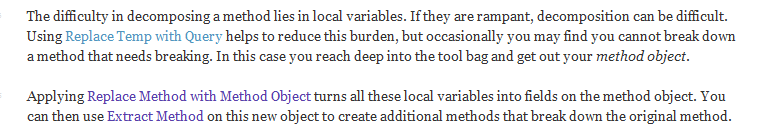 The difficulty in decomposing a method lies in local variables. If they are rampant, decomposition can be difficult.
Using Replace Temp with Query helps to reduce this burden, but occasionally you may find you cannot break down
a method that needs breaking. In this case you reach deep into the tool bag and get out your method object.
Applying Replace Method with Method Object turns all these local variables into fields on the method object. You
can then use Extract Method on this new object to create additional methods that break down the original method.